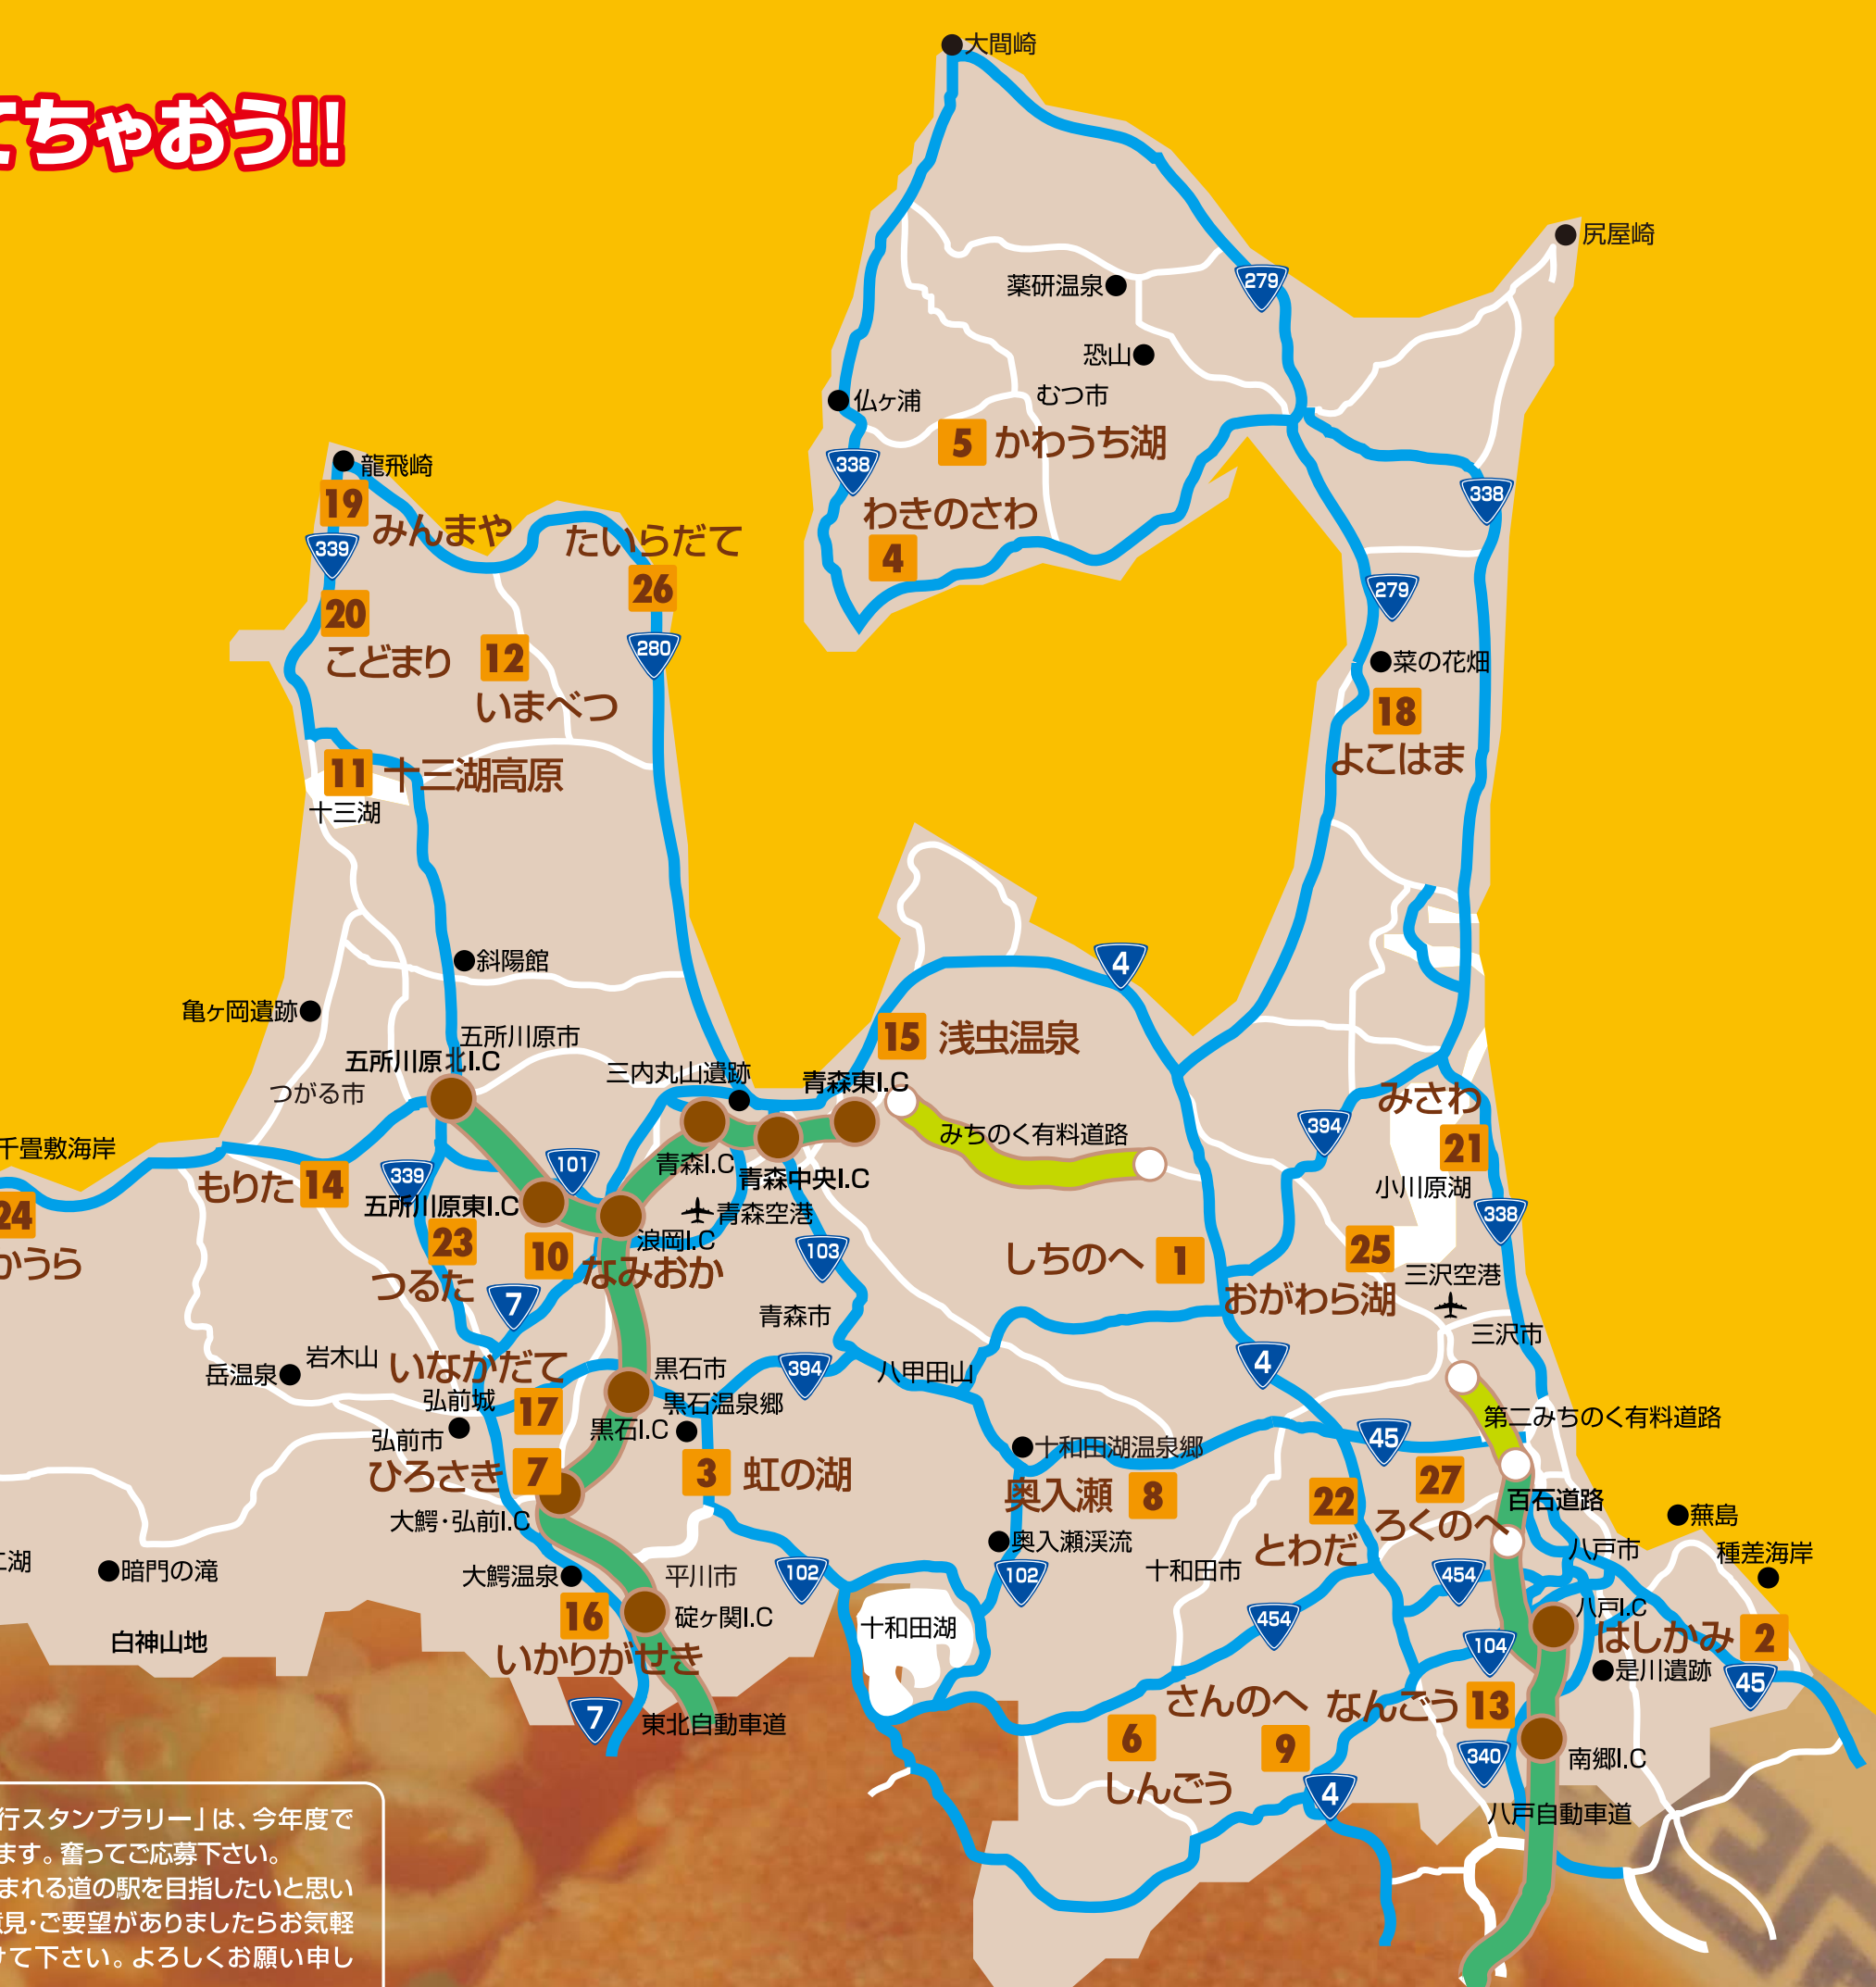 てちゃおう!!
大間崎
尻屋崎
279
薬研温泉
恐山
むつ市
仏ヶ浦
5 かわうち湖
338
338
わきのさわ
4
龍飛崎
19
みんまや
339
たいらだて
26
20
こどまり
12
いまべつ
280
279
菜の花畑
18
よこはま
11 十三湖高原
十三湖
斜陽館
亀ヶ岡遺跡
4
15 浅虫温泉
五所川原市
五所川原北I.C
つがる市
三内丸山遺跡
青森東I.C
みちのく有料道路
みさわ
394
21
小川原湖
千畳敷海岸
もりた 14
339
101
青森I.C
青森中央I.C
五所川原東I.C
青森空港
24
かうら
23
つるた
10 なみおか
浪岡I.C
103
しちのへ 1
25
おがわら湖
338
三沢空港
三沢市
7
青森市
岩木山
岳温泉
いなかだて
17
黒石市
394
八甲田山
4
弘前城
弘前市
黒石温泉郷
黒石I.C
第二みちのく有料道路
十和田湖温泉郷
45
ひろさき 7
3 虹の湖
奥入瀬 8
22
とわだ
27
ろくのへ
百石道路
蕪島
大鰐・弘前I.C
奥入瀬渓流
八戸市
種差海岸
湖
暗門の滝
大鰐温泉
平川市
102
102
十和田市
454
454
16
いかりがせき
碇ヶ関I.C
十和田湖
八戸I.C
はしかみ 2
白神山地
104
是川遺跡
45
7
東北自動車道
さんのへ
9
なんごう 13
6
しんごう
340
南郷I.C
4
八戸自動車道
行スタンプラリー」は、今年度で
ます。奮ってご応募下さい。
まれる道の駅を目指したいと思い
意見・ご要望がありましたらお気軽
けて下さい。よろしくお願い申し